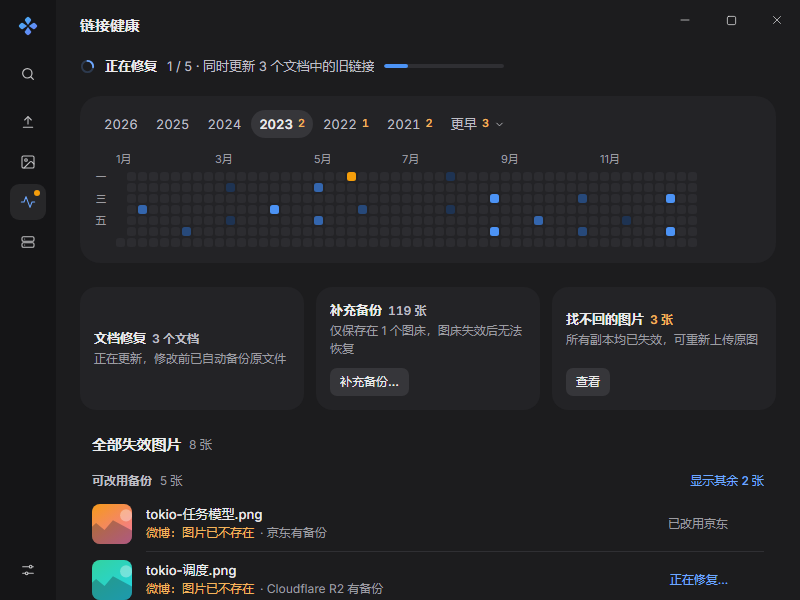 链接健康
正在修复 1 / 5 · 同时更新 3 个文档中的旧链接
2026 2025 2024 2023 2 2022 1 2021 2 更早 3
1月 3月 5月 7月 9月 11月
一
三
五
文档修复 3 个文档
正在更新，修改前已自动备份原文件
补充备份 119 张
仅保存在 1 个图床，图床失效后无法
恢复
补充备份...
找不回的图片 3 张
所有副本均已失效，可重新上传原图
查看
全部失效图片 8 张
可改用备份 5 张 显示其余 2 张
tokio-任务模型.png
微博：图片已不存在 · 京东有备份
已改用京东
tokio-调度.png
微博：图片已不存在 · Cloudflare R2 有备份
正在修复...